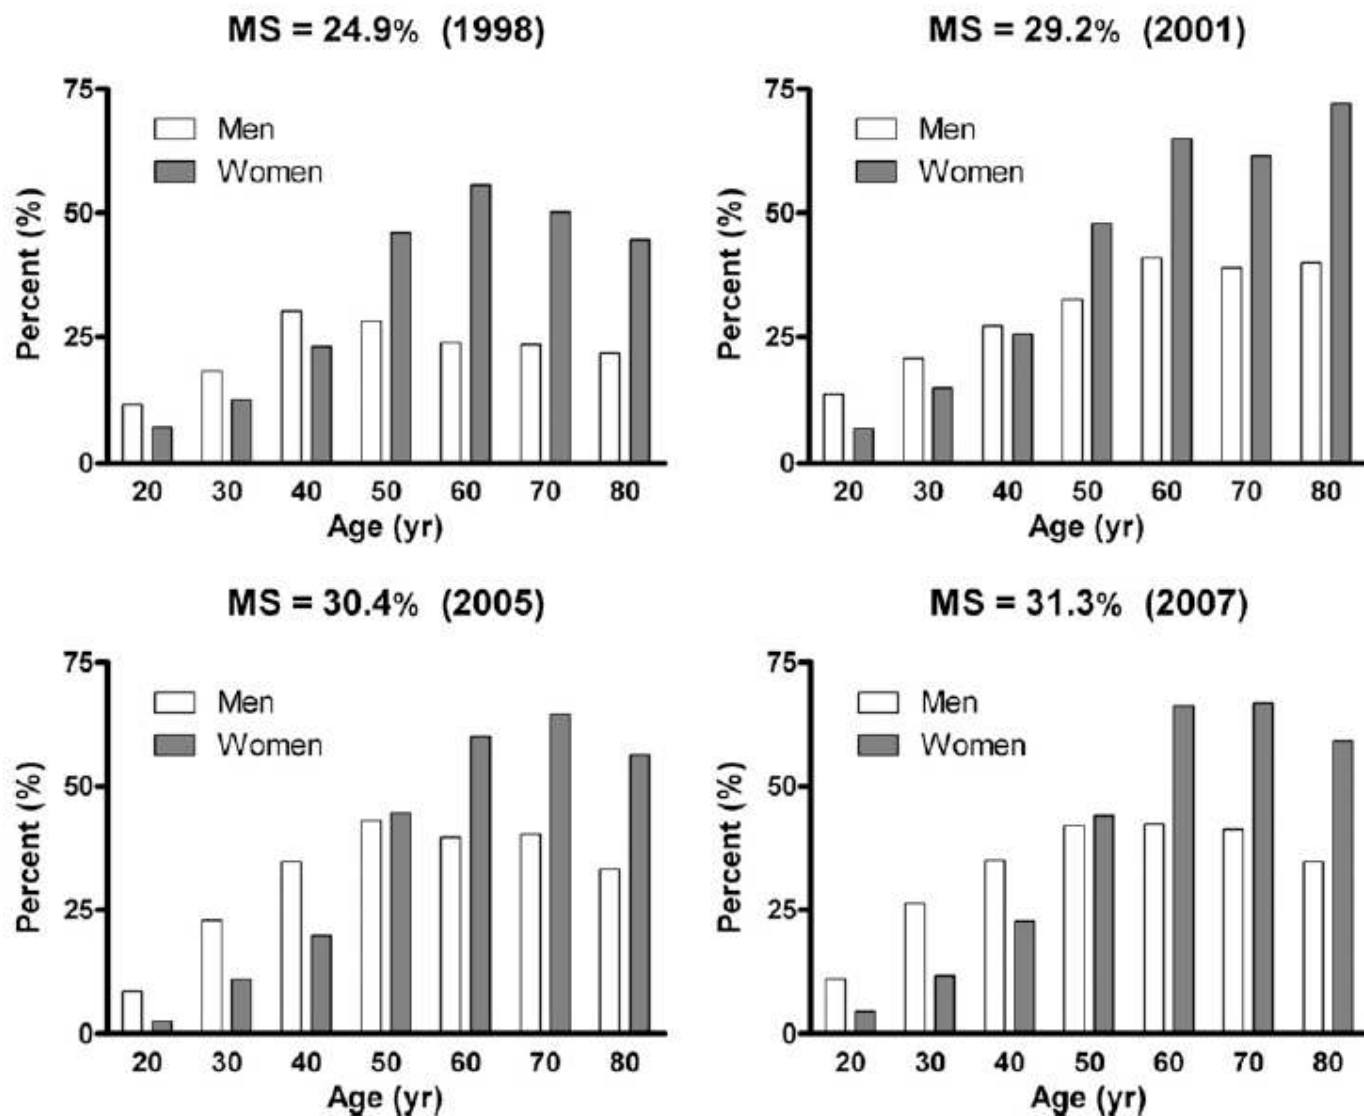 MS = 24.9% (1998)
75
50
25
0
Percent (%)
Men
Women
20 30 40 50 60 70 80
Age (yr)
MS = 29.2% (2001)
75
50
25
0
Percent (%)
Men
Women
20 30 40 50 60 70 80
Age (yr)
MS = 30.4% (2005)
75
50
25
0
Percent (%)
Men
Women
20 30 40 50 60 70 80
Age (yr)
MS = 31.3% (2007)
75
50
25
0
Percent (%)
Men
Women
20 30 40 50 60 70 80
Age (yr)